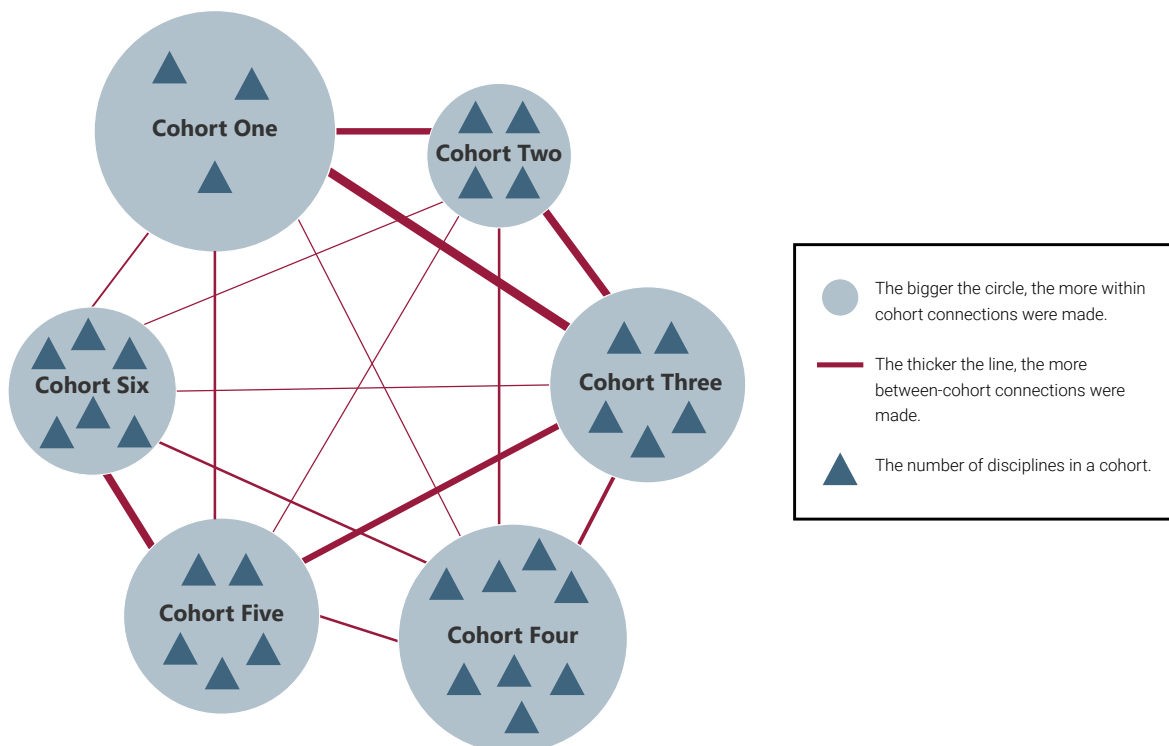 Cohort One
Cohort Two
Cohort Six
Cohort Three
Cohort Five
Cohort Four
The bigger the circle, the more within
cohort connections were made.
The thicker the line, the more
between-cohort connections were
made.
The number of disciplines in a cohort.